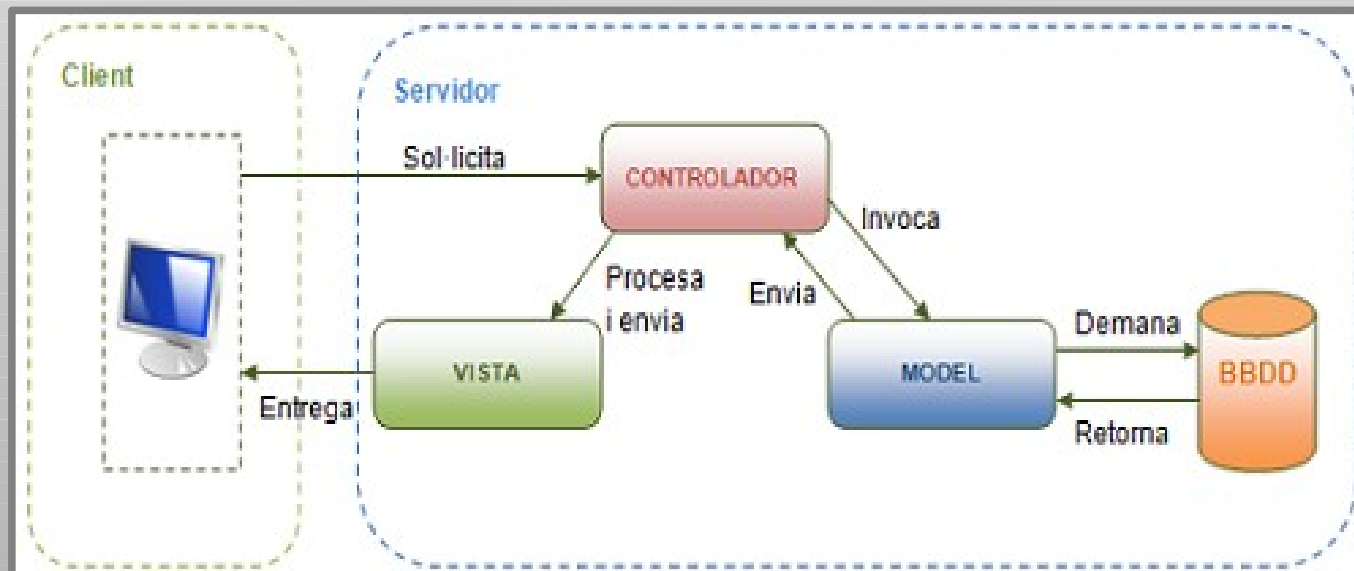 Client
Servidor
Sol·licita
CONTROLADOR
Invoca
Procesa
i envia
Envia
Demana
VISTA
MODEL
BBDD
Entrega
Retorna